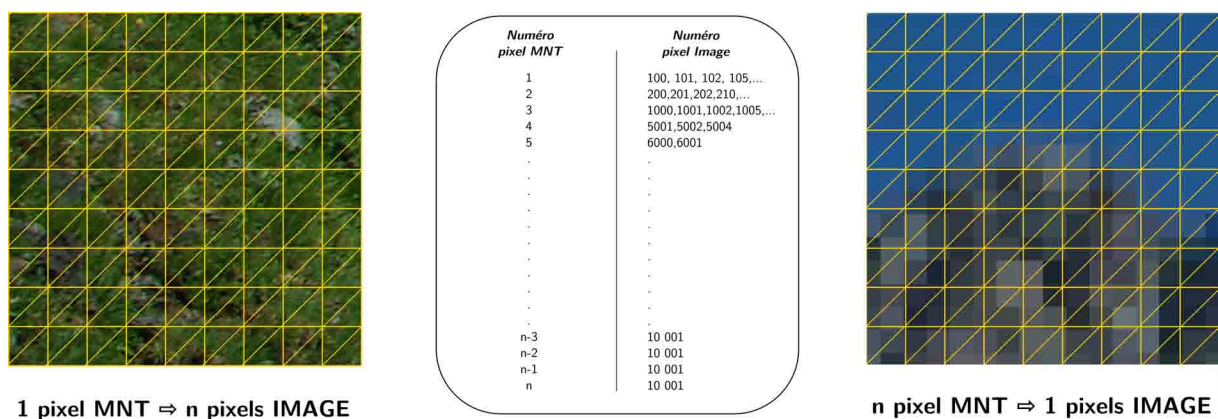 Numéro Numéro
pixel MNT pixel Image
1 100, 101, 102, 105,...
2 200,201,202,210,...
3 1000,1001,1002,1005,...
4 5001,5002,5004
5 6000,6001
. .
. .
. .
. .
. .
. .
. .
. .
. .
. .
. .
n-3 10 001
n-2 10 001
n-1 10 001
n 10 001
1 pixel MNT ⇨ n pixels IMAGE
n pixel MNT ⇨ 1 pixels IMAGE